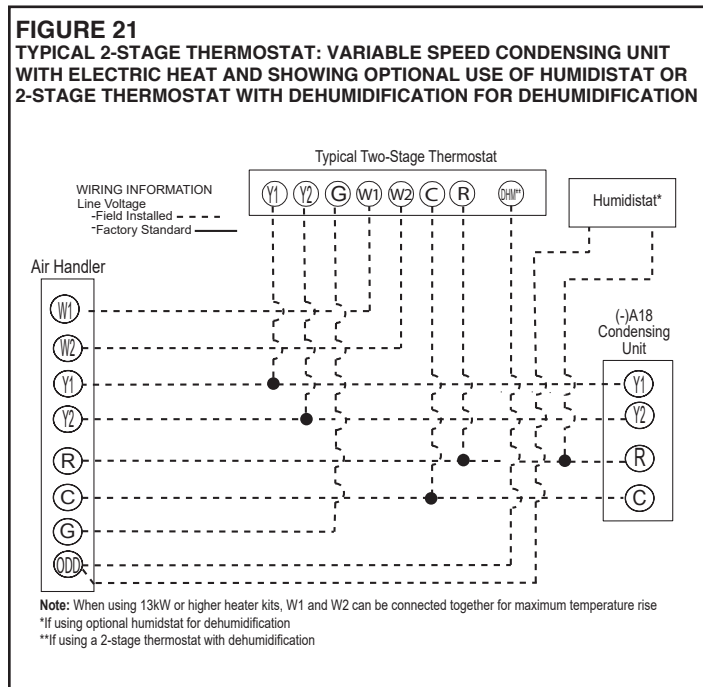 FIGURE 21
TYPICAL 2-STAGE THERMOSTAT: VARIABLE SPEED CONDENSING UNIT
WITH ELECTRIC HEAT AND SHOWING OPTIONAL USE OF HUMIDISTAT OR
2-STAGE THERMOSTAT WITH DEHUMIDIFICATION FOR DEHUMIDIFICATION
Typical Two-Stage Thermostat
Y1 Y2 G W1 W2 C R DHM**
Humidistat*
WIRING INFORMATION
Line Voltage
-Field Installed
-Factory Standard
Air Handler
W1
W2
Y1
Y2
R
C
G
ODD
(-)A18
Condensing
Unit
Y1
Y2
R
C
Note: When using 13kW or higher heater kits, W1 and W2 can be connected together for maximum temperature rise
*If using optional humidstat for dehumidification
**If using a 2-stage thermostat with dehumidification